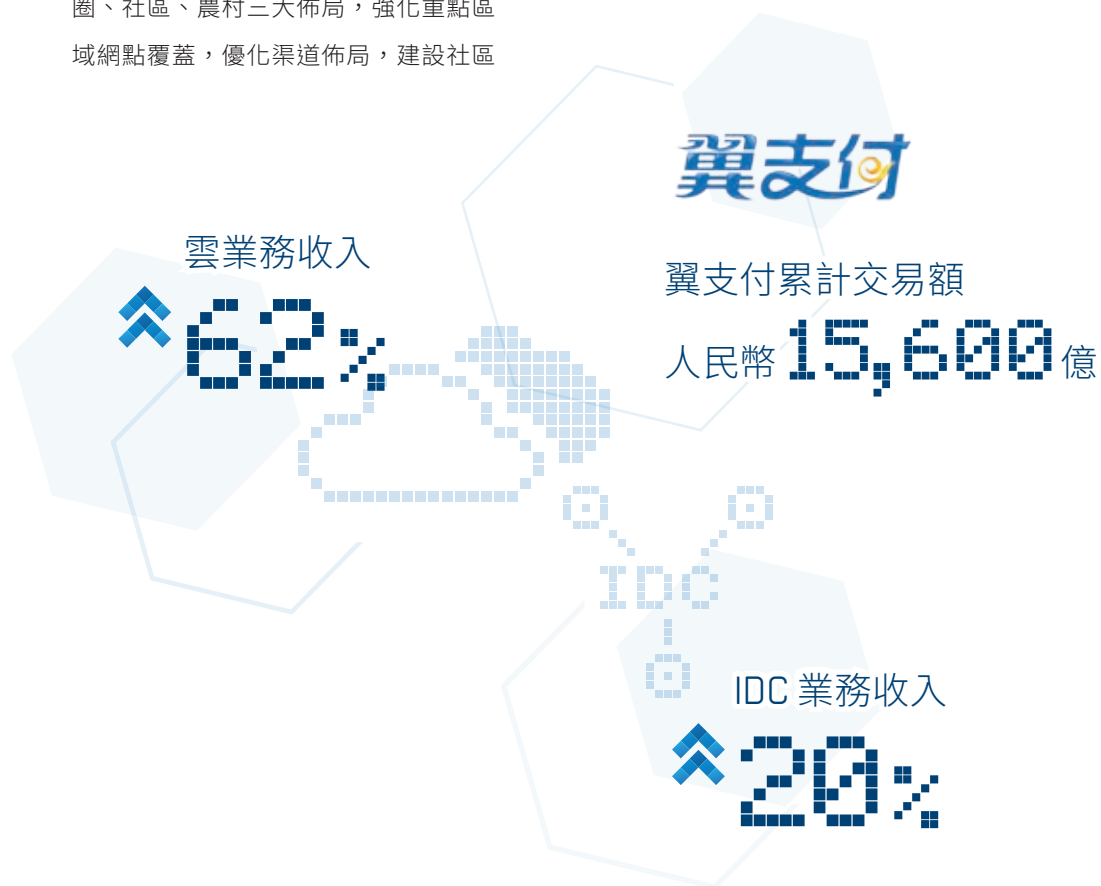 圈、社區、農村三大佈局，強化重點區
域網點覆蓋，優化渠道佈局，建設社區
翼支付
雲業務收入
62%
翼支付累計交易額
人民幣15,600億
IDC
IDC 業務收入
20%